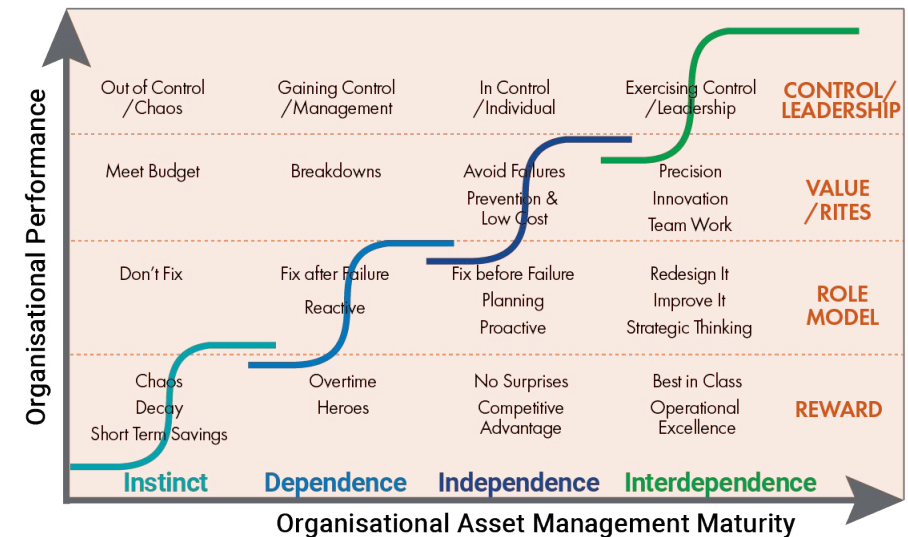 Organisational Performance
Out of Control
/Chaos
Gaining Control
/Management
In Control
/Individual
Exercising Control
/Leadership
CONTROL/
LEADERSHIP
Meet Budget
Breakdowns
Avoid Failures
Prevention &
Low Cost
Precision
Innovation
Team Work
VALUE
/RITES
Don't Fix
Fix after Failure
Reactive
Fix before Failure
Planning
Proactive
Redesign It
Improve It
Strategic Thinking
ROLE
MODEL
Chaos
Decay
Short Term Savings
Overtime
Heroes
No Surprises
Competitive
Advantage
Best in Class
Operational
Excellence
REWARD
Instinct
Dependence
Independence
Interdependence
Organisational Asset Management Maturity